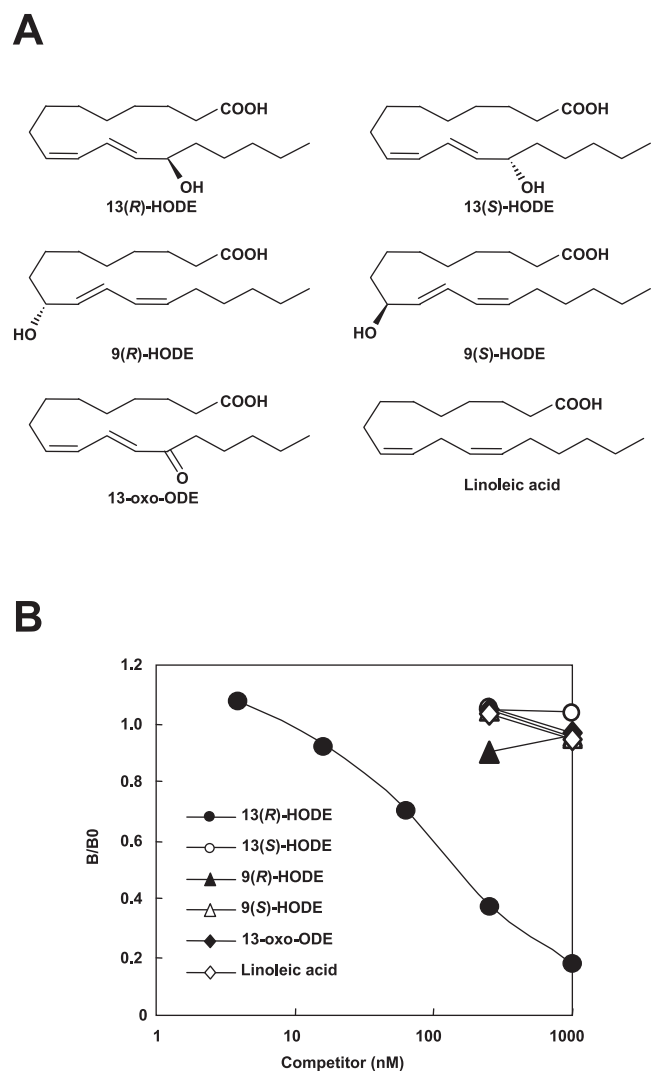 A
COOH
COOH
OH
OH
13(R)-HODE
13(S)-HODE
COOH
COOH
HO
HO
9(R)-HODE
9(S)-HODE
COOH
COOH
O
13-oxo-ODE
Linoleic acid
B
1.2
1.0
0.8
0.6
0.4
0.2
0
B/B0
13(R)-HODE
13(S)-HODE
9(R)-HODE
9(S)-HODE
13-oxo-ODE
Linoleic acid
1
10
100
1000
Competitor (nM)